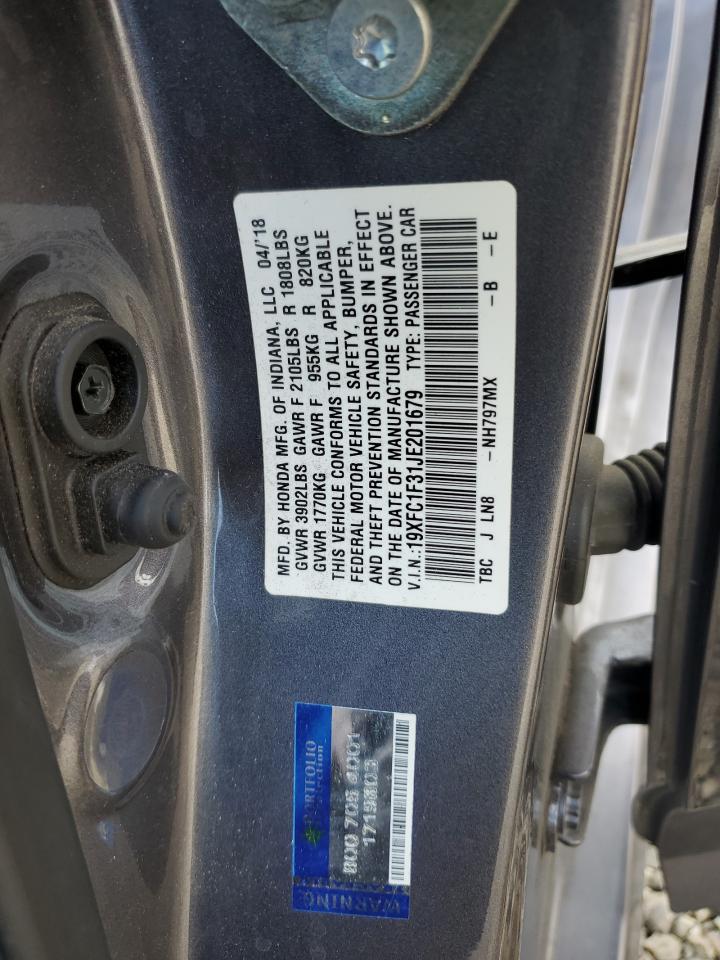 MFD. BY HONDA MFG. OF INDIANA, LLC 04/'18
GVWR 3902LBS GAWR F 2105LBS R 1808LBS
GVWR 1770KG GAWR F 955KG R 820KG
THIS VEHICLE CONFORMS TO ALL APPLICABLE
FEDERAL MOTOR VEHICLE SAFETY, BUMPER,
AND THEFT PREVENTION STANDARDS IN EFFECT
ON THE DATE OF MANUFACTURE SHOWN ABOVE.
V.I.N.:19XFC1F31JE201679 TYPE: PASSENGER CAR
TBC J LN8 -NH797MX -B -E
WARNING
PORTFOLIO
800 705 4001